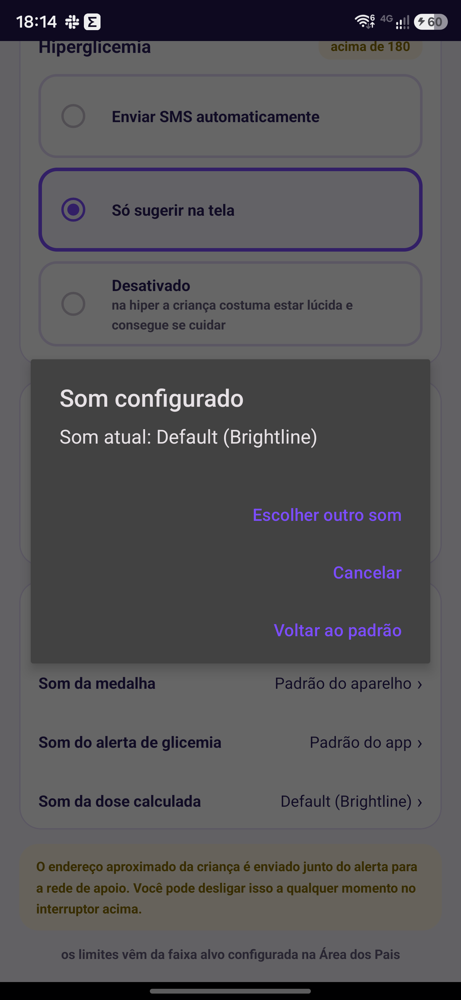 18:14
6 4G 60
Hiperglicemia
acima de 180
Enviar SMS automaticamente
Só sugerir na tela
Desativado
na hiper a criança costuma estar lúcida e
consegue se cuidar
Som configurado
Som atual: Default (Brightline)
Escolher outro som
Cancelar
Voltar ao padrão
Som da medalha
Padrão do aparelho ›
Som do alerta de glicemia
Padrão do app ›
Som da dose calculada
Default (Brightline) ›
O endereço aproximado da criança é enviado junto do alerta para
a rede de apoio. Você pode desligar isso a qualquer momento no
interruptor acima.
os limites vêm da faixa alvo configurada na Área dos Pais